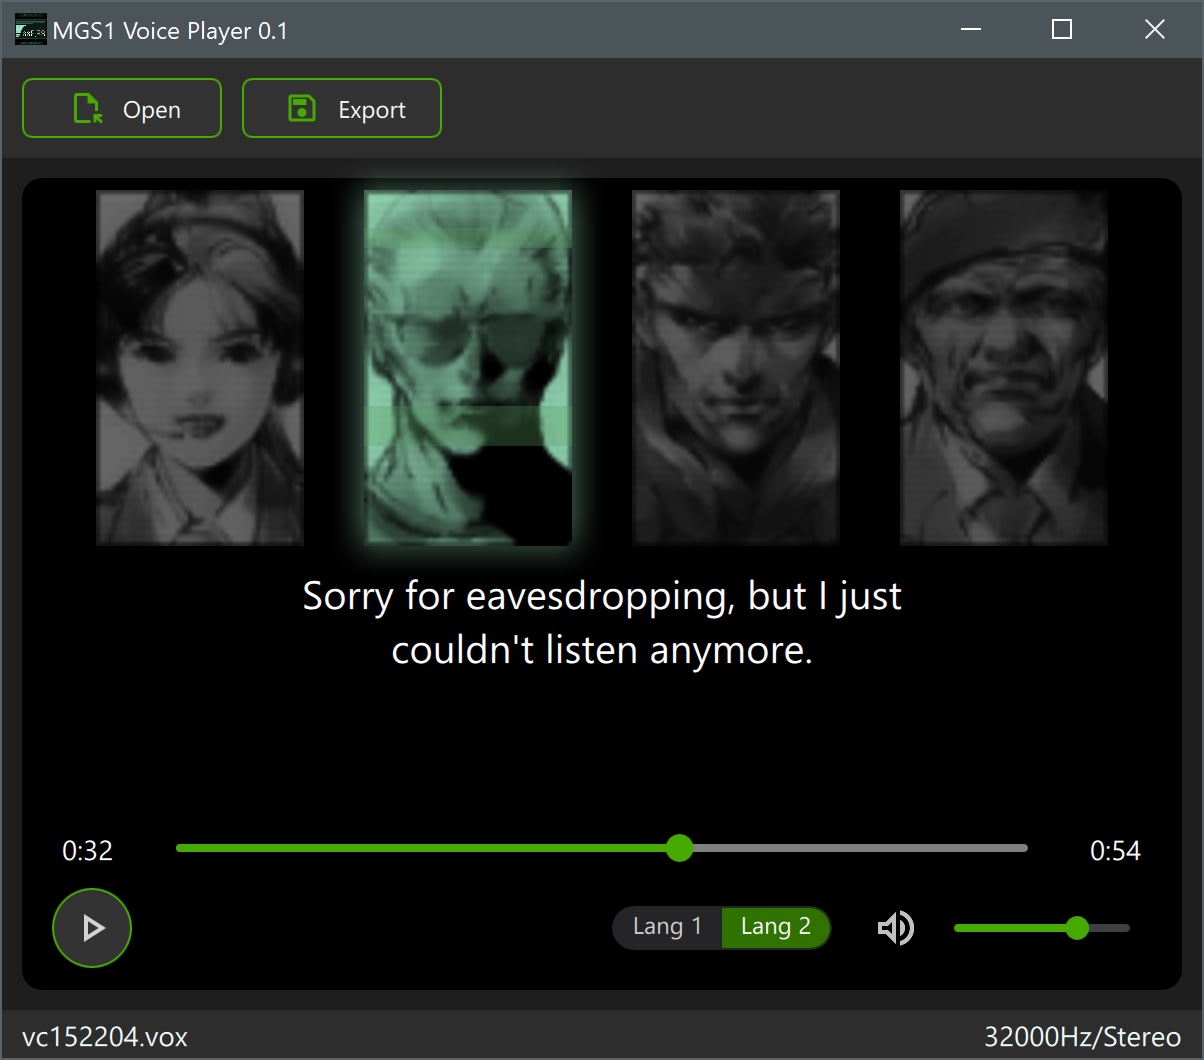 MGS1 Voice Player 0.1
Open
Export
Sorry for eavesdropping, but I just
couldn't listen anymore.
0:32
0:54
Lang 1
Lang 2
vc152204.vox
32000Hz/Stereo